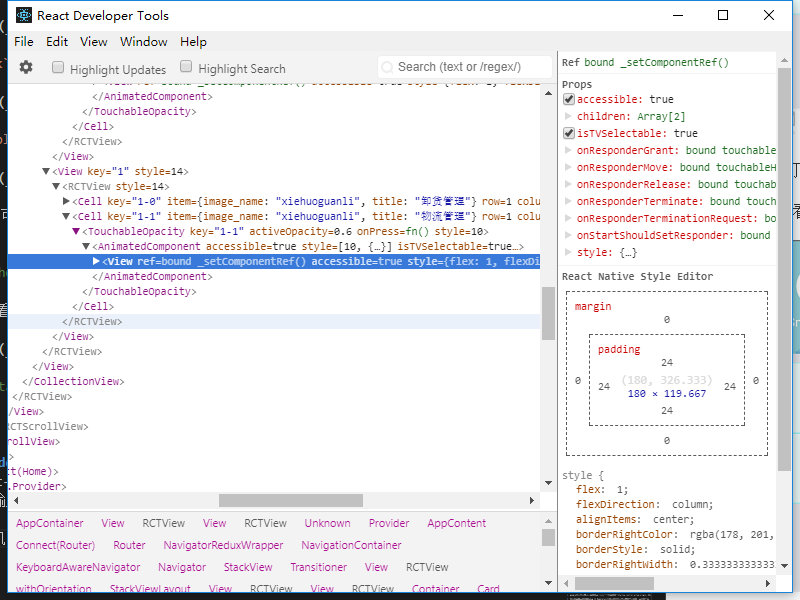 React Developer Tools
File Edit View Window Help
Highlight Updates Highlight Search Search (text or /regex/)
</AnimatedComponent>
</TouchableOpacity>
</Cell>
</RCTView>
</View>
<View key="1" style=14>
<RCTView style=14>
<Cell key="1-0" item={image_name: "xiehuoguanli", title: "卸货管理"} row=1 colu
<Cell key="1-1" item={image_name: "xiehuoguanli", title: "物流管理"} row=1 colu
<TouchableOpacity key="1-1" activeOpacity=0.6 onPress=fn() style=10>
<AnimatedComponent accessible=true style=[10, {…}] isTVSelectable=true…>
<View ref=bound _setComponentRef() accessible=true style={flex: 1, flexDi
</AnimatedComponent>
</TouchableOpacity>
</Cell>
</RCTView>
</View>
</RCTView>
</View>
</CollectionView>
</RCTView>
/View>
RCTScrollView>
rollView>
>
ct(Home)>
.Provider>
AppContainer View RCTView View RCTView Unknown Provider AppContent
Connect(Router) Router NavigatorReduxWrapper NavigationContainer
KeyboardAwareNavigator Navigator StackView Transitioner View RCTView
withOrientation StackViewLayout View RCTView View RCTView Container Card
Ref bound _setComponentRef()
Props
accessible: true
children: Array[2]
isTVSelectable: true
onResponderGrant: bound touchable
onResponderMove: bound touchableH
onResponderRelease: bound touchab
onResponderTerminate: bound touch
onResponderTerminationRequest: bo
onStartShouldSetResponder: bound
style: {…}
React Native Style Editor
margin
0
padding
24
0 24 (180, 326.333) 24 0
180 × 119.667
24
0
style {
flex: 1;
flexDirection: column;
alignItems: center;
borderRightColor: rgba(178, 201,
borderStyle: solid;
borderRightWidth: 0.333333333333